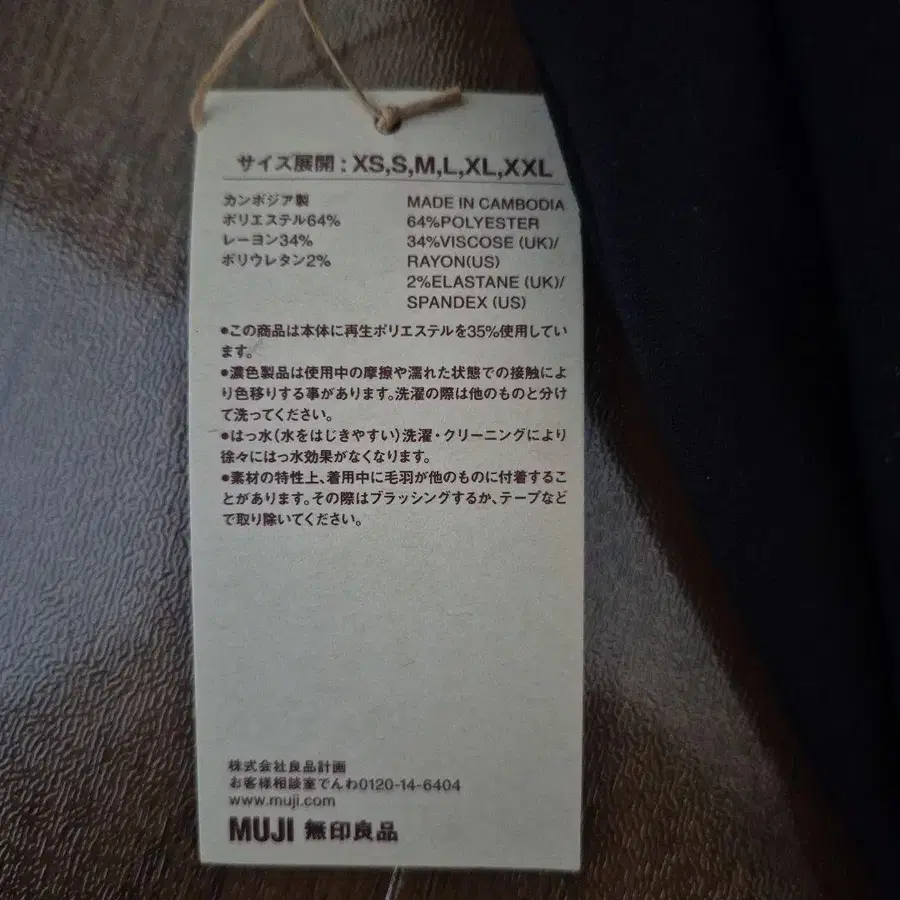 サイズ展開 : XS,S,M,L,XL,XXL
カンボジア製
ポリエステル64%
レーヨン34%
ポリウレタン2%
MADE IN CAMBODIA
64%POLYESTER
34%VISCOSE (UK)/
RAYON(US)
2%ELASTANE (UK)/
SPANDEX (US)
●この商品は本体に再生ポリエステルを35%使用してい
ます。
●濃色製品は使用中の摩擦や濡れた状態での接触によ
り色移りする事があります。洗濯の際は他のものと分け
て洗ってください。
●はっ水(水をはじきやすい)洗濯・クリーニングにより
徐々にはっ水効果がなくなります。
●素材の特性上、着用中に毛羽が他のものに付着するこ
とがあります。その際はブラッシングするか、テープなど
で取り除いてください。
株式会社良品計画
お客様相談室でんわ0120-14-6404
www.muji.com
MUJI 無印良品